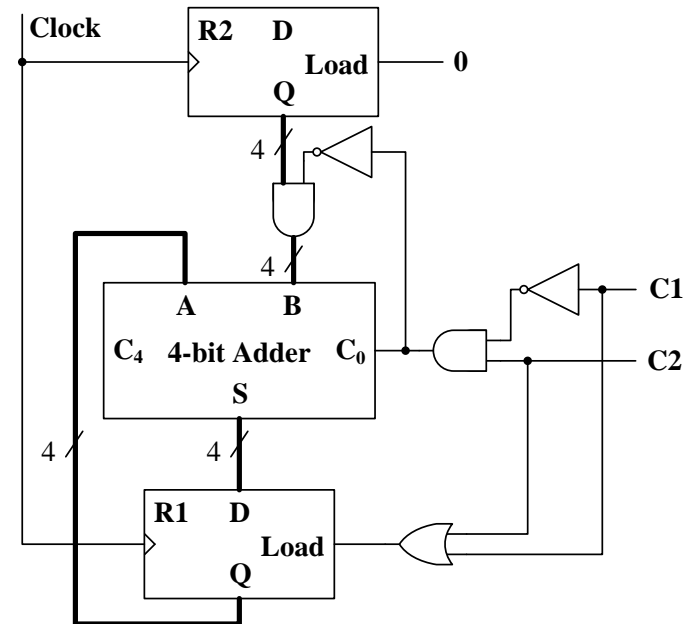 Clock
R2 D
Load 0
Q
4
4
C1
A B
C₄ 4-bit Adder C₀
C2
S
4 4
R1 D
Load
Q